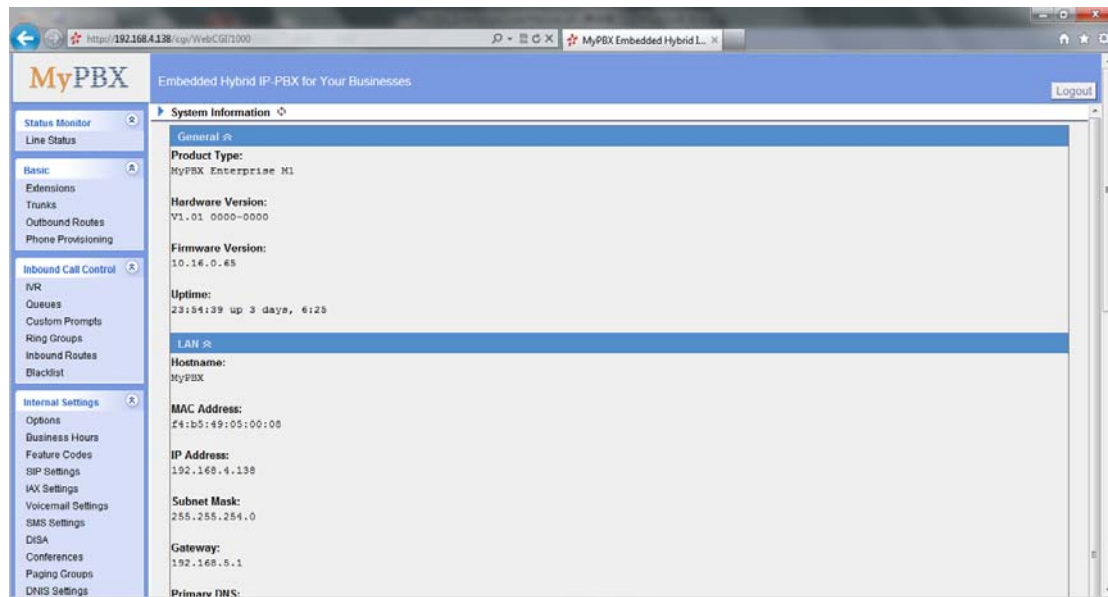 http://192.168.4.138/cgi/WebCGI?1000
MyPBX Embedded Hybrid I...
MyPBX
Embedded Hybrid IP-PBX for Your Businesses
Logout
Status Monitor
Line Status
Basic
Extensions
Trunks
Outbound Routes
Phone Provisioning
Inbound Call Control
IVR
Queues
Custom Prompts
Ring Groups
Inbound Routes
Blacklist
Internal Settings
Options
Business Hours
Feature Codes
SIP Settings
IAX Settings
Voicemail Settings
SMS Settings
DISA
Conferences
Paging Groups
DNIS Settings
System Information
General
Product Type:
MyPBX Enterprise M1
Hardware Version:
V1.01 0000-0000
Firmware Version:
10.16.0.65
Uptime:
23:54:39 up 3 days, 6:25
LAN
Hostname:
MyPBX
MAC Address:
f4:b5:49:05:00:08
IP Address:
192.168.4.138
Subnet Mask:
255.255.254.0
Gateway:
192.168.5.1
Primary DNS: